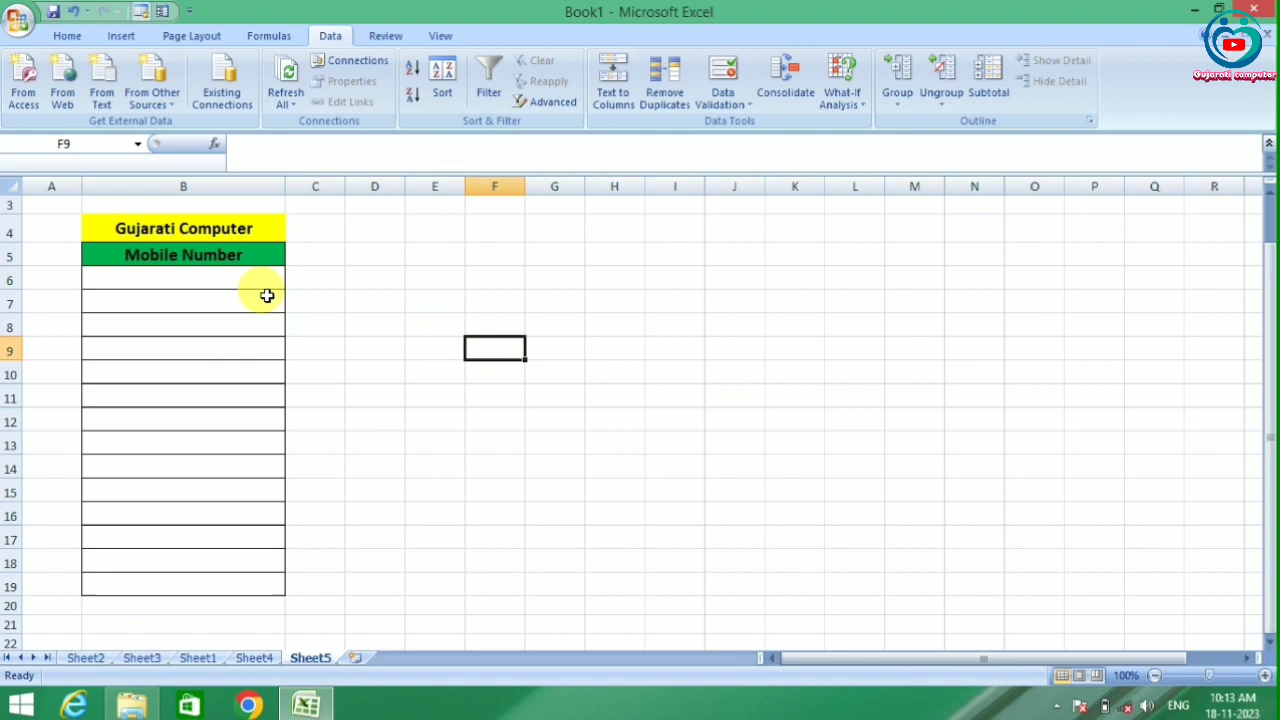 Book1 - Microsoft Excel
Home Insert Page Layout Formulas Data Review View
Gujarati computer
From Access
From Web
From Text
From Other Sources
Existing Connections
Get External Data
Refresh All
Connections
Properties
Edit Links
Connections
Sort
Filter
Clear
Reapply
Advanced
Sort & Filter
Text to Columns
Remove Duplicates
Data Validation
Consolidate
What-If Analysis
Data Tools
Group
Ungroup
Subtotal
Show Detail
Hide Detail
Outline
F9 fx
A B C D E F G H I J K L M N O P Q R
3
4 Gujarati Computer
5 Mobile Number
6
7
8
9
10
11
12
13
14
15
16
17
18
19
20
21
22
Sheet2 Sheet3 Sheet1 Sheet4 Sheet5
Ready 100%
ENG 10:13 AM
18-11-2023